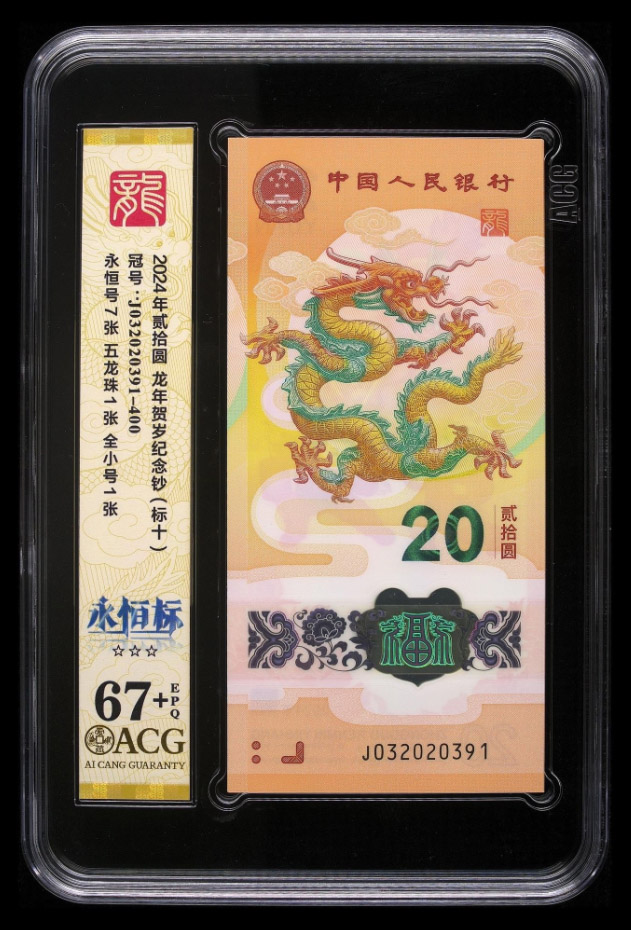 龍
2024年贰拾圆 龙年贺岁纪念钞（标十）
冠号：J032020391-400
永恒号7张 五龙珠1张 全小号1张
永恒标
☆☆☆
67+EPQ
ACG
AI CANG GUARANTY
中国人民银行
龍
20 贰拾圆
福
J032020391
ACG